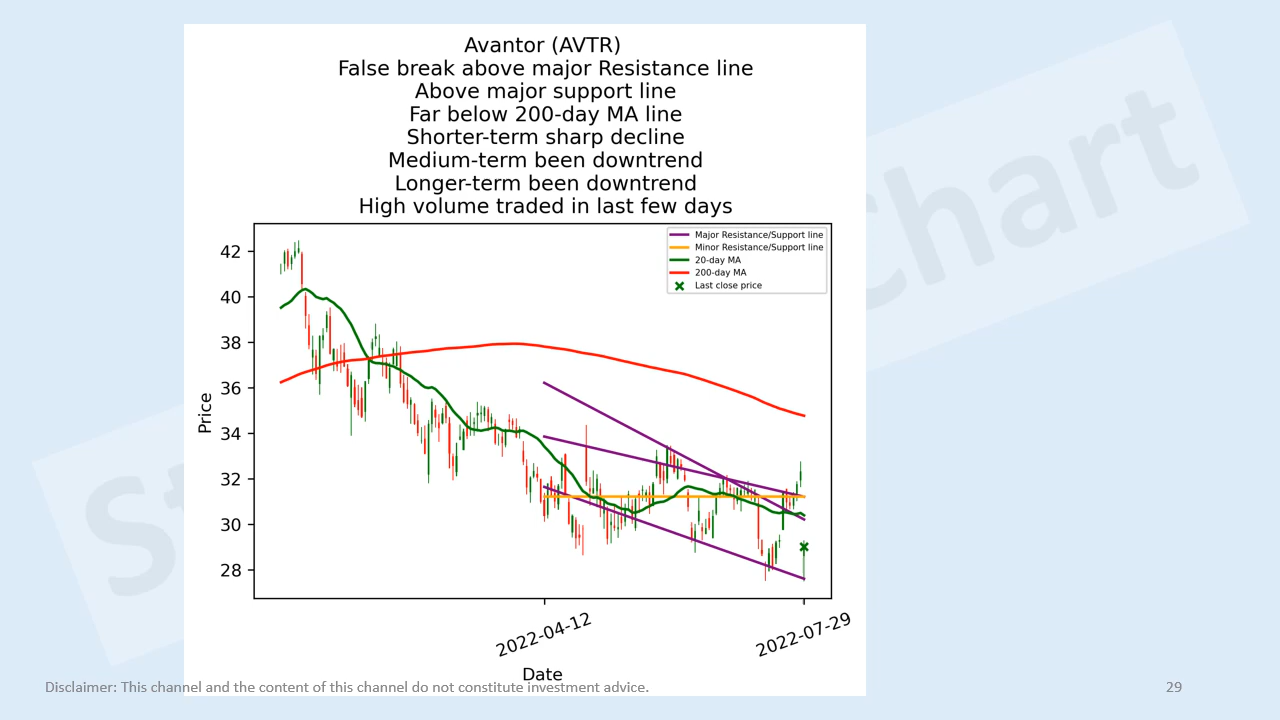 Avantor (AVTR)
False break above major Resistance line
Above major support line
Far below 200-day MA line
Shorter-term sharp decline
Medium-term been downtrend
Longer-term been downtrend
High volume traded in last few days
Major Resistance/Support line
Minor Resistance/Support line
20-day MA
200-day MA
Last close price
42
40
38
36
34
32
30
28
Price
2022-04-12
2022-07-29
Date
Disclaimer: This channel and the content of this channel do not constitute investment advice.
29